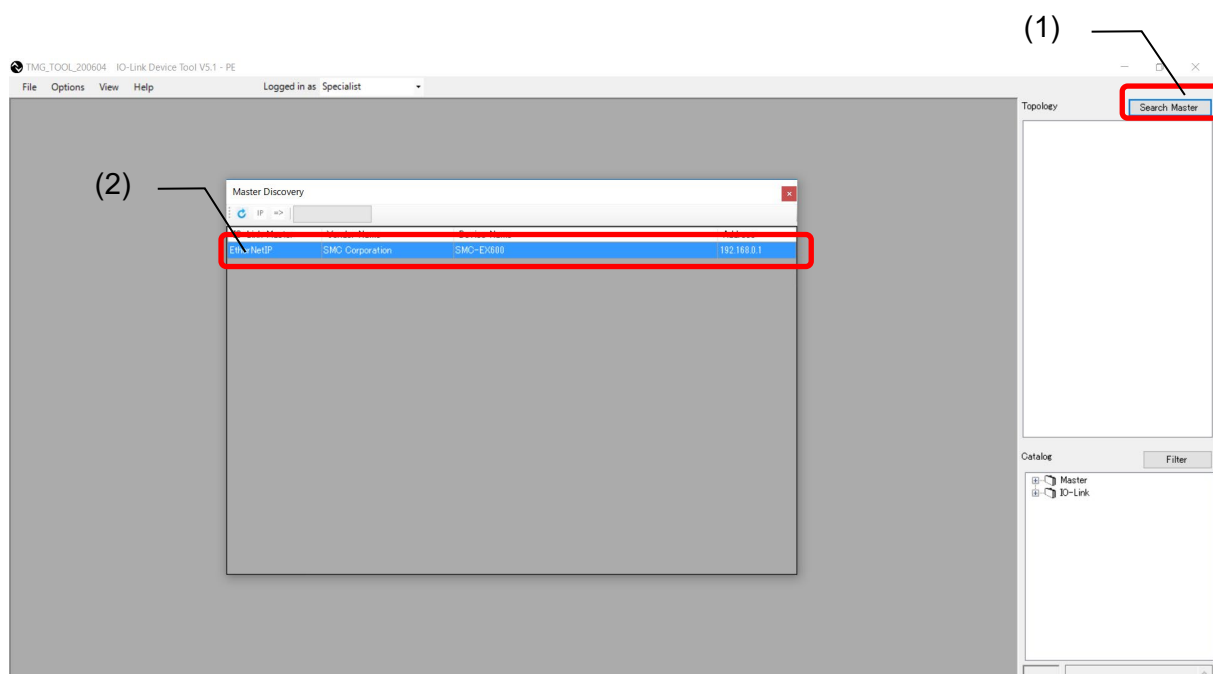 (1)
TMG_TOOL_200604 IO-Link Device Tool V5.1 - PE
File Options View Help Logged in as Specialist
Topology Search Master
(2)
Master Discovery
IP =>
EtherNetIP SMC Corporation SMC-EX600 192.168.0.1
Catalog Filter
Master
IO-Link